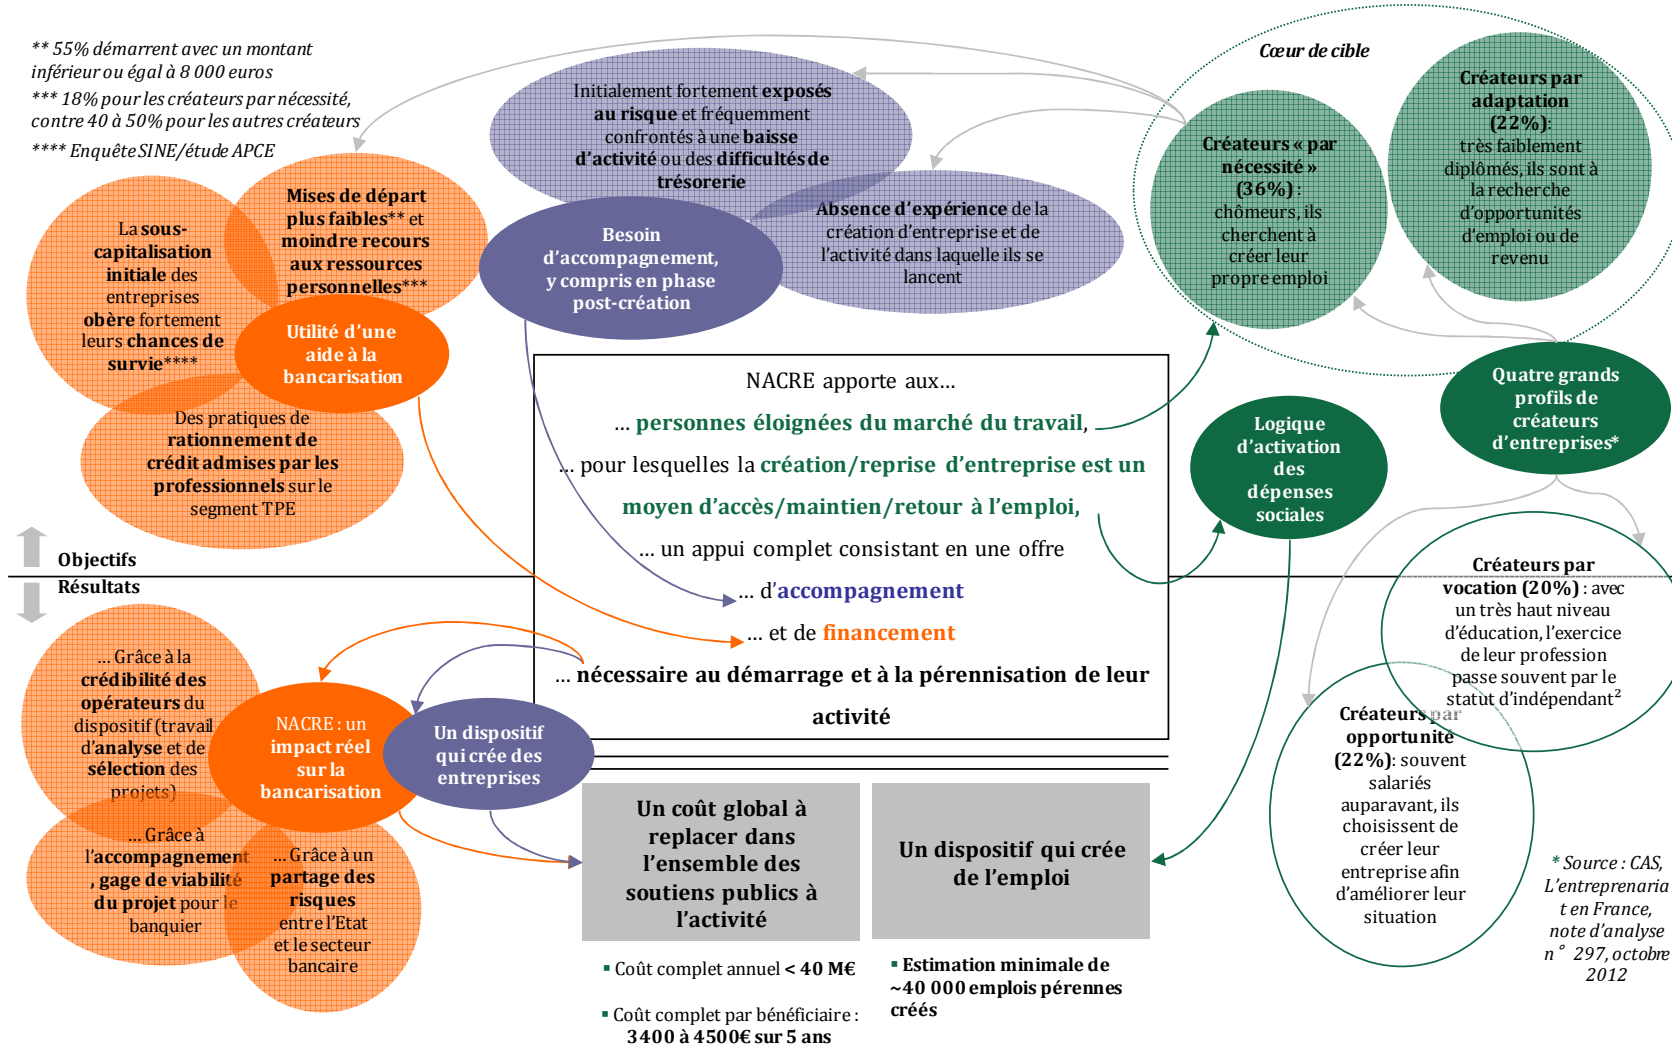 ** 55% démarrent avec un montant
inférieur ou égal à 8 000 euros
*** 18% pour les créateurs par nécessité,
contre 40 à 50% pour les autres créateurs
**** Enquête SINE/étude APCE
La sous-
capitalisation
initiale des
entreprises
obère fortement
leurs chances de
survie****
Mises de départ
plus faibles** et
moindre recours
aux ressources
personnelles***
Utilité d'une
aide à la
bancarisation
Des pratiques de
rationnement de
crédit admises par les
professionnels sur le
segment TPE
Initialement fortement exposés
au risque et fréquemment
confrontés à une baisse
d'activité ou des difficultés de
trésorerie
Absence d'expérience de la
création d'entreprise et de
l'activité dans laquelle ils se
lancent
Besoin
d'accompagnement,
y compris en phase
post-création
Cœur de cible
Créateurs « par
nécessité »
(36%) :
chômeurs, ils
cherchent à
créer leur
propre emploi
Créateurs par
adaptation
(22%):
très faiblement
diplômés, ils sont à
la recherche
d'opportunités
d'emploi ou de
revenu
Quatre grands
profils de
créateurs
d'entreprises*
Logique
d'activation
des
dépenses
sociales
NACRE apporte aux…
… personnes éloignées du marché du travail,
… pour lesquelles la création/reprise d'entreprise est un
moyen d'accès/maintien/retour à l'emploi,
… un appui complet consistant en une offre
… d'accompagnement
… et de financement
… nécessaire au démarrage et à la pérennisation de leur
activité
Objectifs
Résultats
… Grâce à la
crédibilité des
opérateurs du
dispositif (travail
d'analyse et de
sélection des
projets)
NACRE : un
impact réel
sur la
bancarisation
Un dispositif
qui crée des
entreprises
… Grâce à
l'accompagnement
, gage de viabilité
du projet pour le
banquier
… Grâce à un
partage des
risques
entre l'Etat
et le secteur
bancaire
Un coût global à
replacer dans
l'ensemble des
soutiens publics à
l'activité
Un dispositif qui crée
de l'emploi
▪ Coût complet annuel < 40 M€
▪ Coût complet par bénéficiaire :
3400 à 4500€ sur 5 ans
▪ Estimation minimale de
~40 000 emplois pérennes
créés
Créateurs par
vocation (20%) : avec
un très haut niveau
d'éducation, l'exercice
de leur profession
passe souvent par le
statut d'indépendant²
Créateurs par
opportunité
(22%): souvent
salariés
auparavant, ils
choisissent de
créer leur
entreprise afin
d'améliorer leur
situation
* Source : CAS,
L'entreprenaria
t en France,
note d'analyse
n° 297, octobre
2012